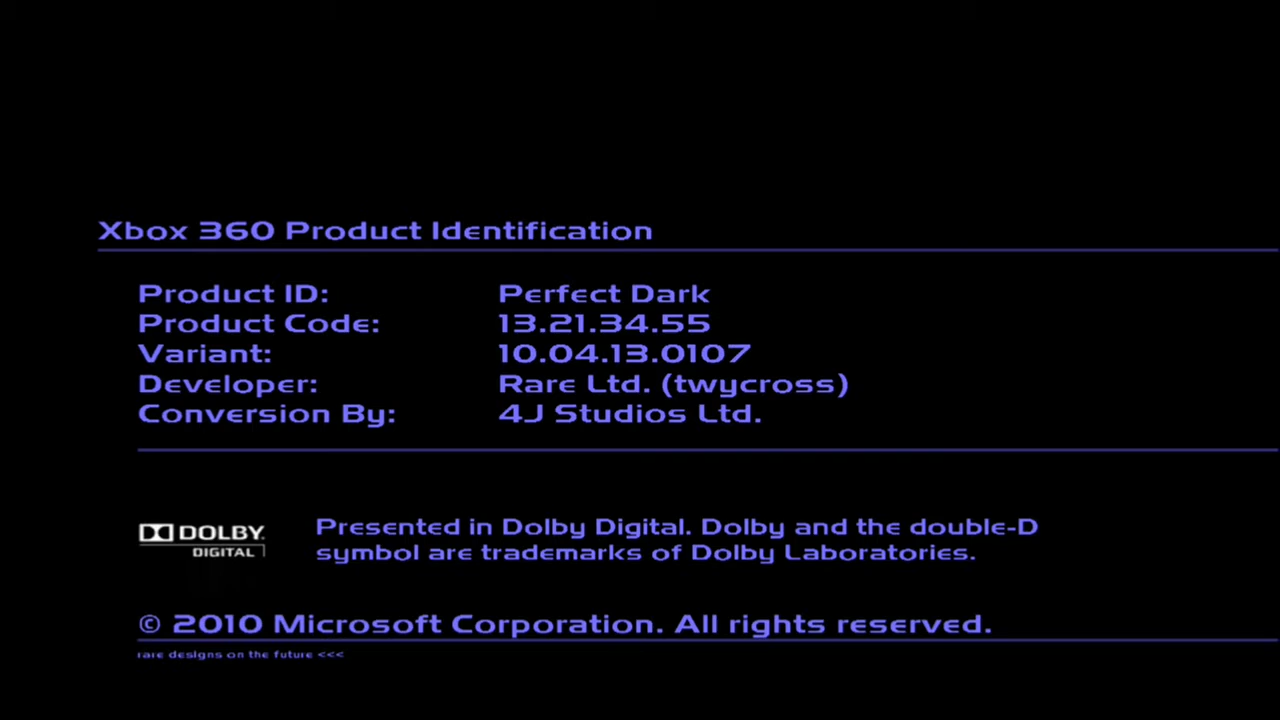 Xbox 360 Product Identification
Product ID: Perfect Dark
Product Code: 13.21.34.55
Variant: 10.04.13.0107
Developer: Rare Ltd. (twycross)
Conversion By: 4J Studios Ltd.
DOLBY
DIGITAL
Presented in Dolby Digital. Dolby and the double-D
symbol are trademarks of Dolby Laboratories.
© 2010 Microsoft Corporation. All rights reserved.
rare designs on the future <<<